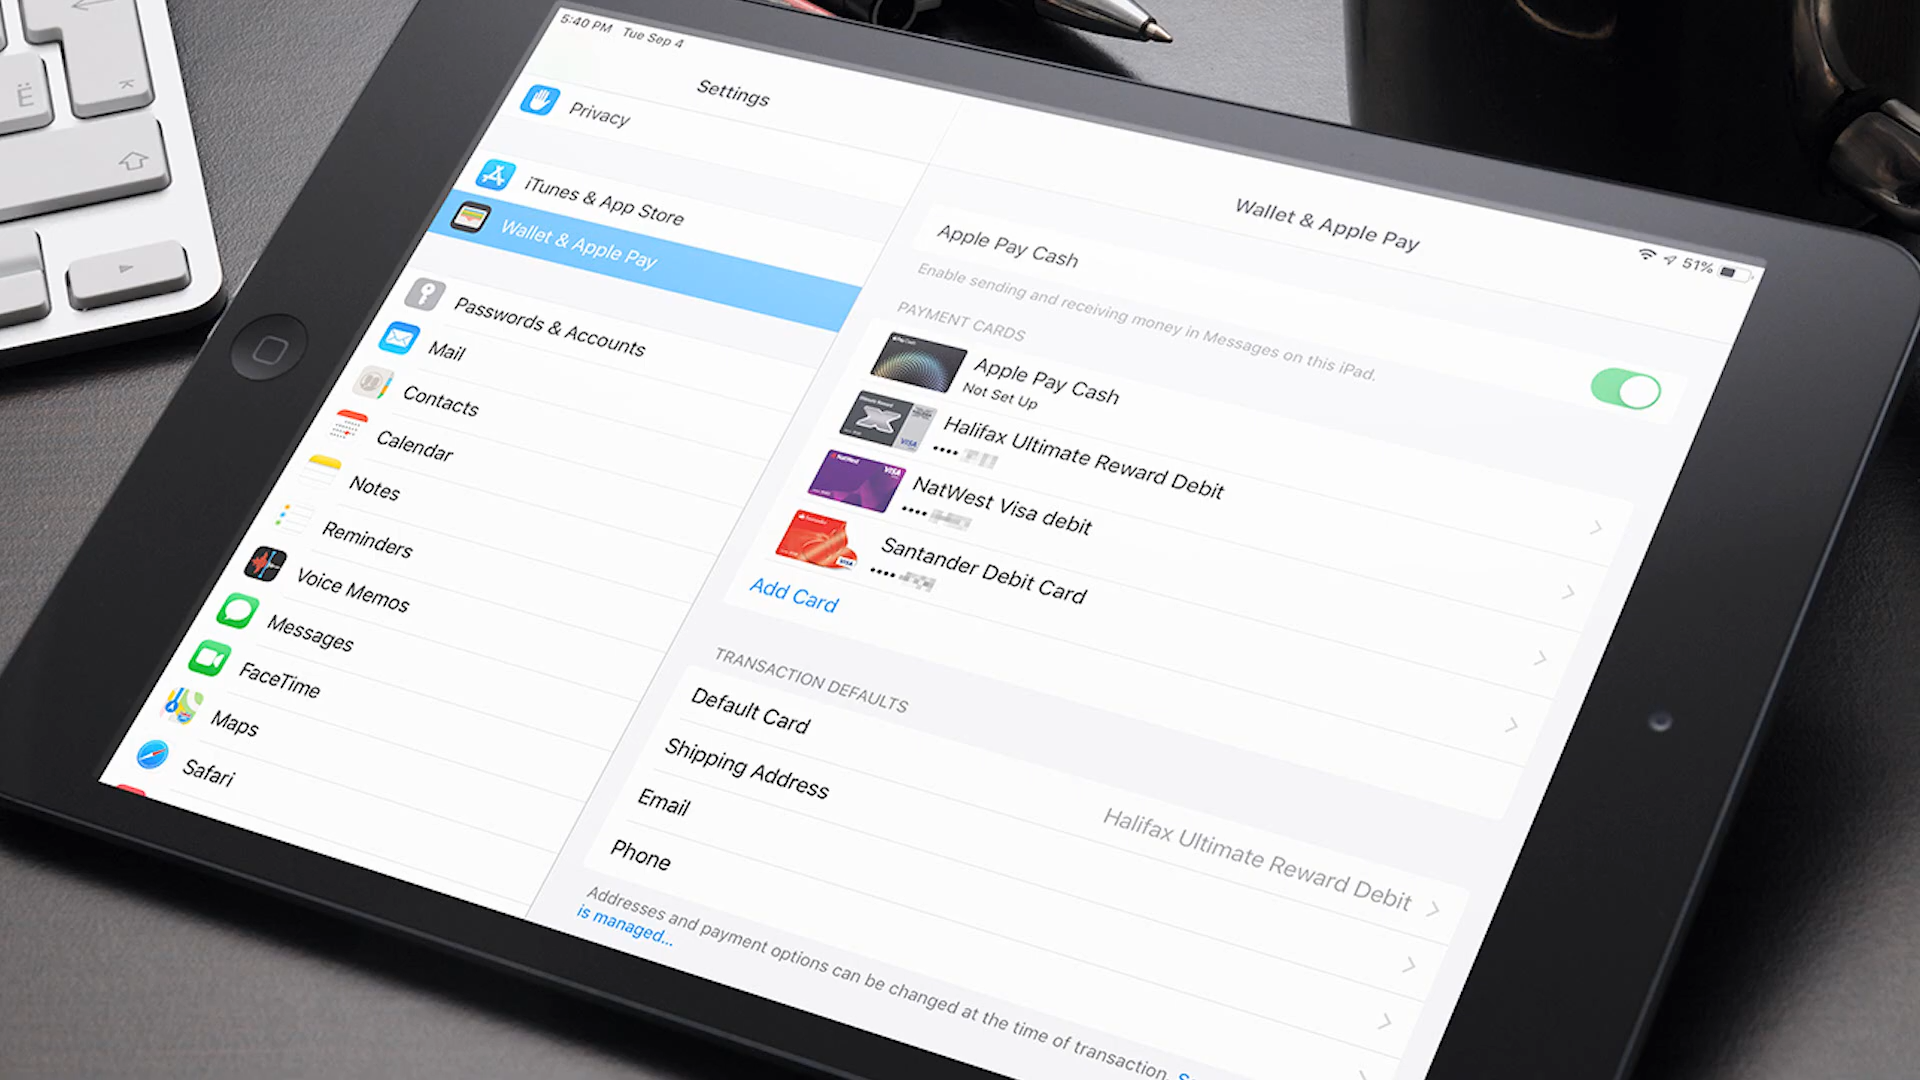 5:40 PM Tue Sep 4
51%
Settings
Privacy
iTunes & App Store
Wallet & Apple Pay
Passwords & Accounts
Mail
Contacts
Calendar
Notes
Reminders
Voice Memos
Messages
FaceTime
Maps
Safari
Wallet & Apple Pay
Apple Pay Cash
Enable sending and receiving money in Messages on this iPad.
PAYMENT CARDS
Apple Pay Cash
Not Set Up
Halifax Ultimate Reward Debit
••••
NatWest Visa debit
••••
Santander Debit Card
••••
Add Card
TRANSACTION DEFAULTS
Default Card
Halifax Ultimate Reward Debit
Shipping Address
Email
Phone
Addresses and payment options can be changed at the time of transaction.
is managed...
NatWest
VISA
VISA
VISA
Ë